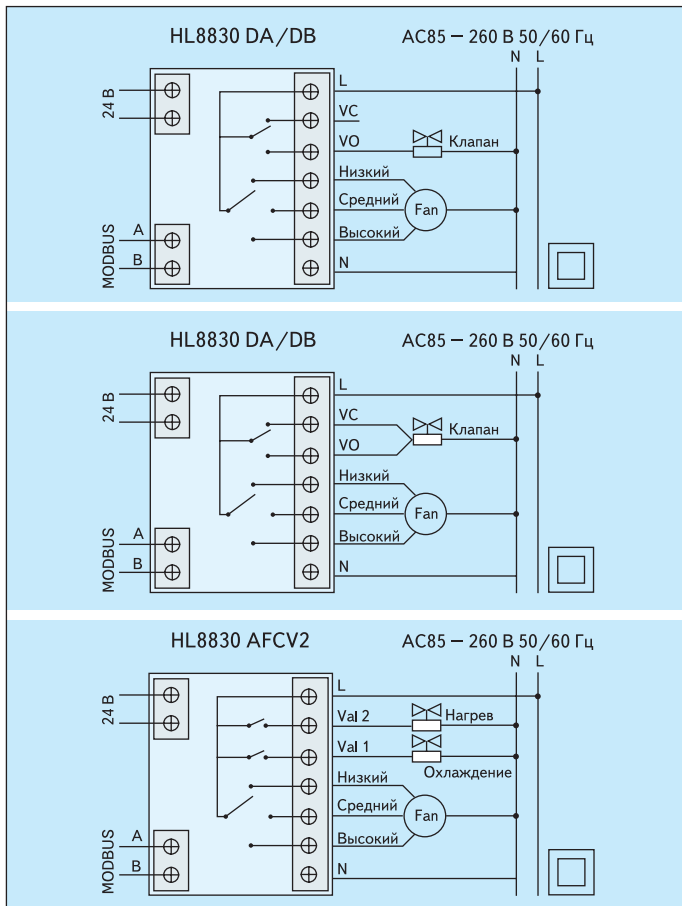 HL8830 DA/DB
AC85 – 260 В 50/60 Гц
N L
24 В
L
VC
VO
Клапан
Низкий
Средний
Fan
Высокий
N
MODBUS
A
B
HL8830 DA/DB
AC85 – 260 В 50/60 Гц
N L
24 В
L
VC
VO
Клапан
Низкий
Средний
Fan
Высокий
N
MODBUS
A
B
HL8830 AFCV2
AC85 – 260 В 50/60 Гц
N L
24 В
L
Val 2
Нагрев
Val 1
Охлаждение
Низкий
Средний
Fan
Высокий
N
MODBUS
A
B